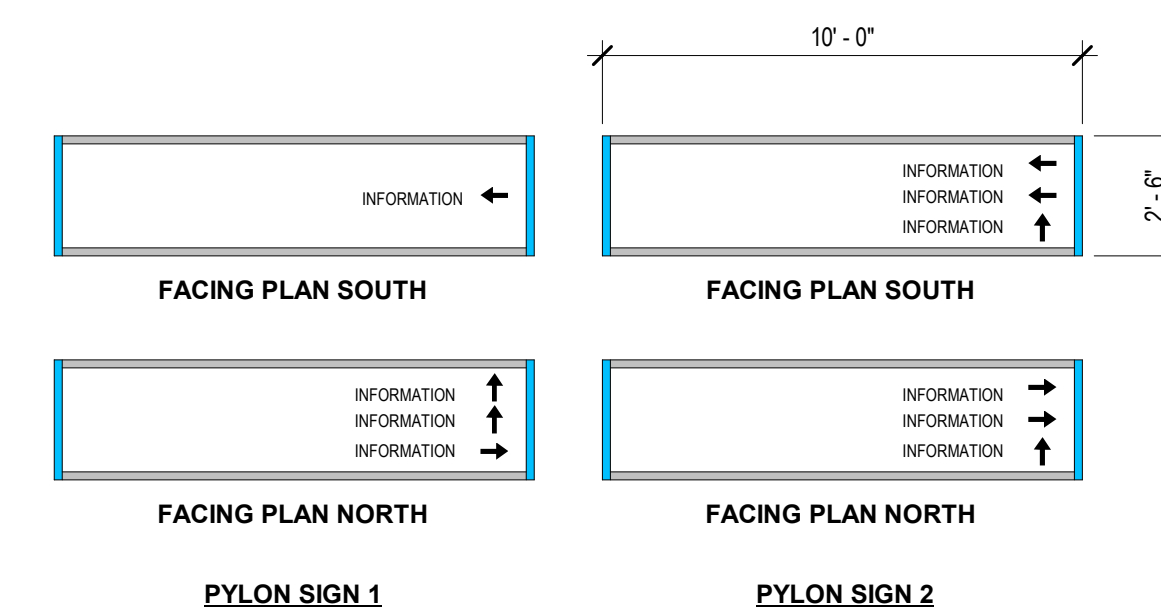 10' - 0"
INFORMATION
FACING PLAN SOUTH
INFORMATION
INFORMATION
INFORMATION
2' - 6"
FACING PLAN SOUTH
INFORMATION
INFORMATION
INFORMATION
FACING PLAN NORTH
INFORMATION
INFORMATION
INFORMATION
FACING PLAN NORTH
PYLON SIGN 1
PYLON SIGN 2